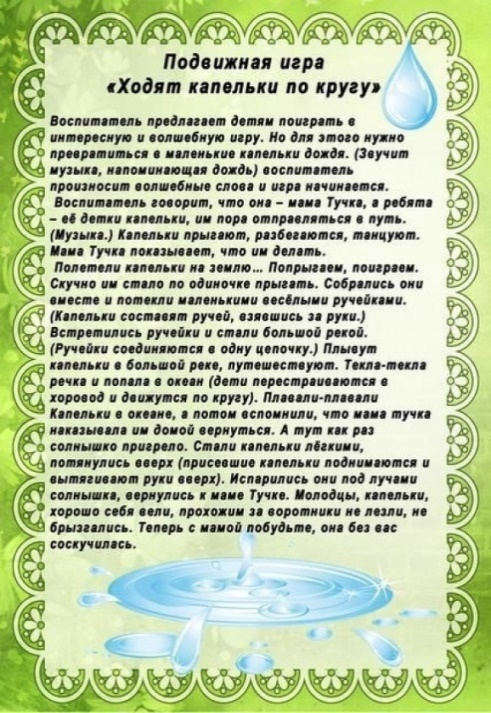 Подвижная игра
«Ходят капельки по кругу»
Воспитатель предлагает детям поиграть в
интересную и волшебную игру. Но для этого нужно
превратиться в маленькие капельки дождя. (Звучит
музыка, напоминающая дождь) воспитатель
произносит волшебные слова и игра начинается.
Воспитатель говорит, что она – мама Тучка, а ребята
– её детки капельки, им пора отправляться в путь.
(Музыка.) Капельки прыгают, разбегаются, танцуют.
Мама Тучка показывает, что им делать.
Полетели капельки на землю... Попрыгаем, поиграем.
Скучно им стало по одиночке прыгать. Собрались они
вместе и потекли маленькими весёлыми ручейками.
(Капельки составят ручей, взявшись за руки.)
Встретились ручейки и стали большой рекой.
(Ручейки соединяются в одну цепочку.) Плывут
капельки в большой реке, путешествуют. Текла-текла
речка и попала в океан (дети перестраиваются в
хоровод и движутся по кругу). Плавали-плавали
Капельки в океане, а потом вспомнили, что мама тучка
наказывала им домой вернуться. А тут как раз
солнышко пригрело. Стали капельки лёгкими,
потянулись вверх (присевшие капельки поднимаются и
вытягивают руки вверх). Испарились они под лучами
солнышка, вернулись к маме Тучке. Молодцы, капельки,
хорошо себя вели, прохожим за воротники не лезли, не
брызгались. Теперь с мамой побудьте, она без вас
соскучилась.